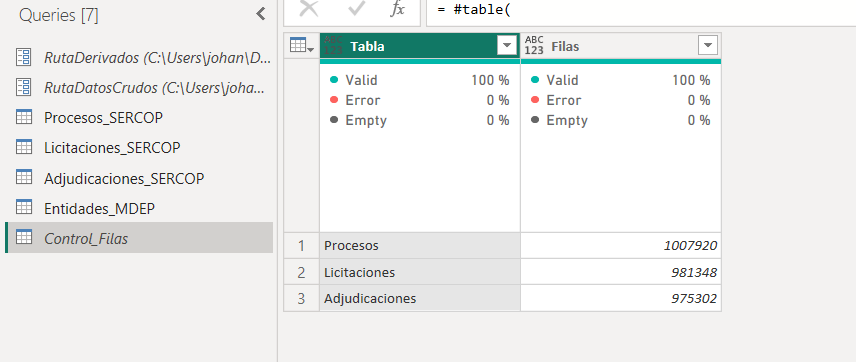 Queries [7]
= #table(
RutaDerivados (C:\Users\johan\D...
RutaDatosCrudos (C:\Users\joha...
Procesos_SERCOP
Licitaciones_SERCOP
Adjudicaciones_SERCOP
Entidades_MDEP
Control_Filas
ABC 123 Tabla ABC 123 Filas
Valid 100 % Valid 100 %
Error 0 % Error 0 %
Empty 0 % Empty 0 %
1 Procesos 1007920
2 Licitaciones 981348
3 Adjudicaciones 975302